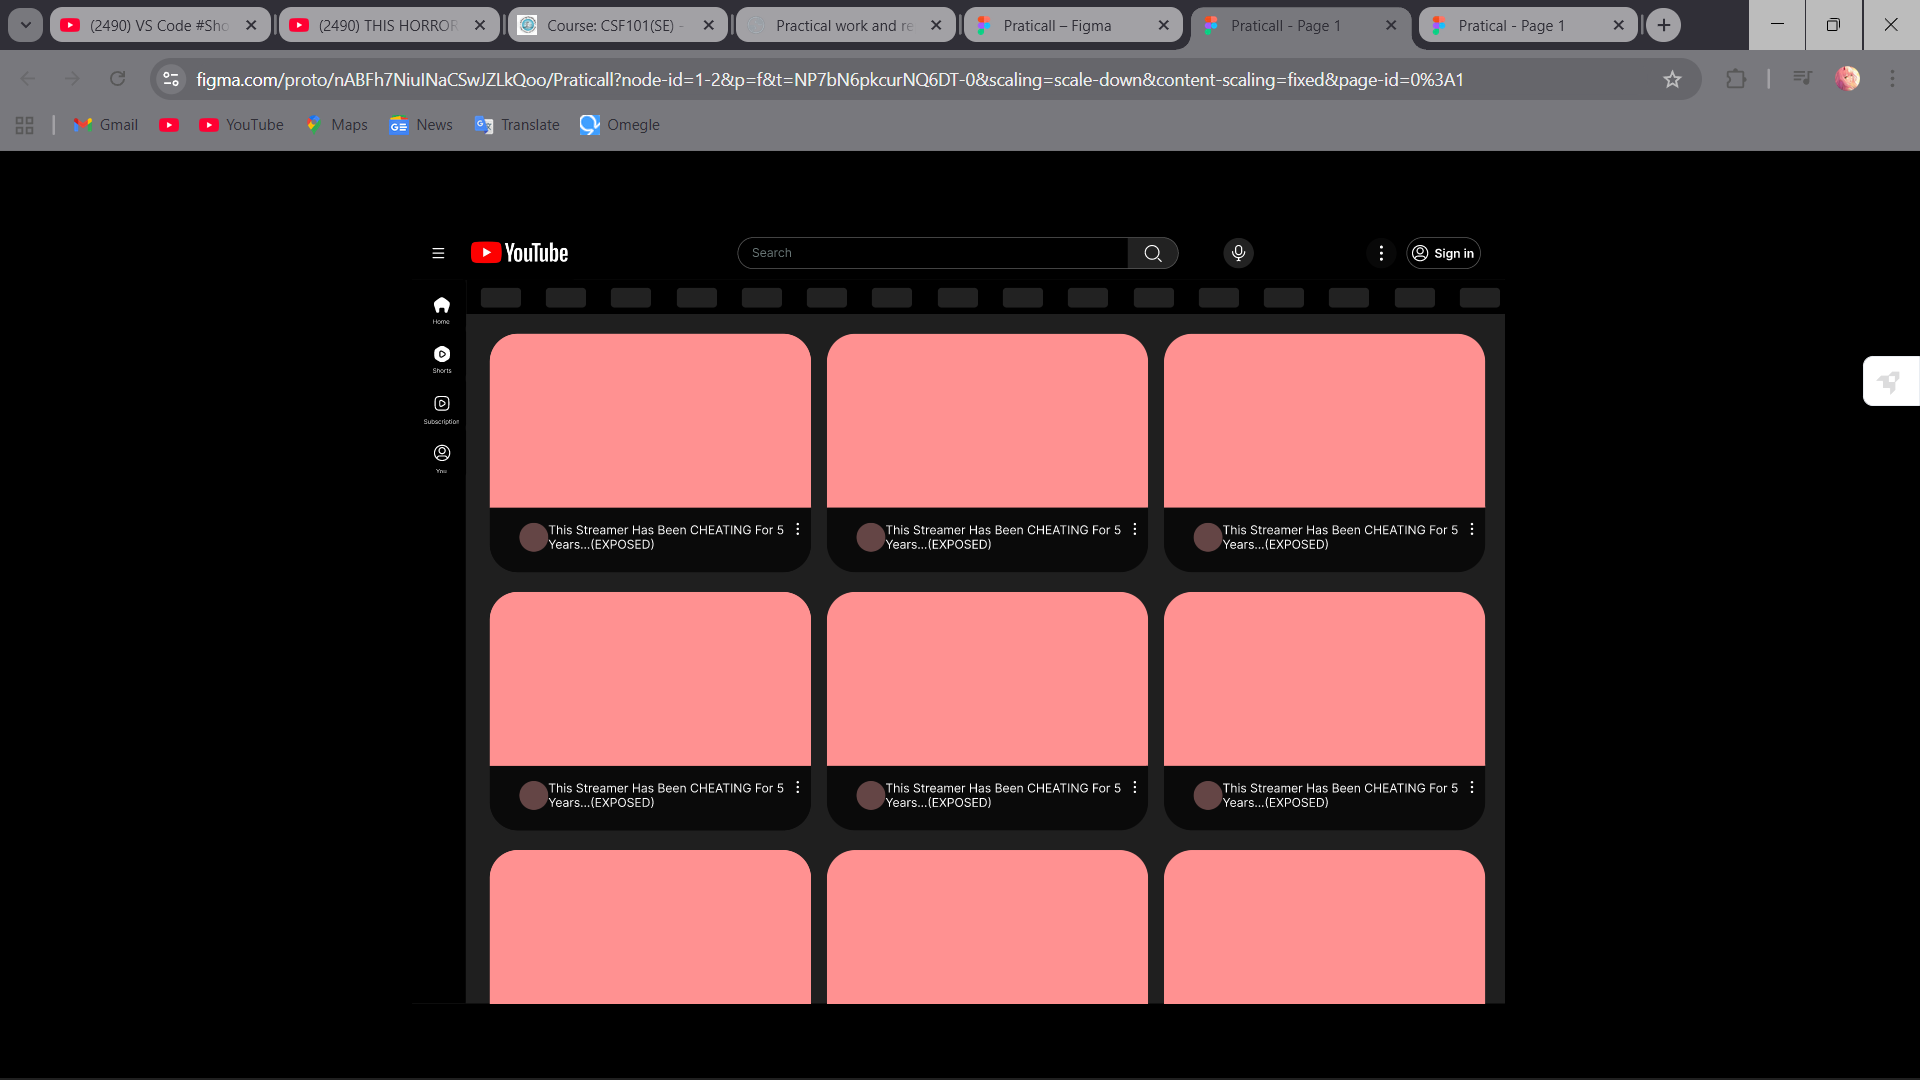 (2490) VS Code #Sho
(2490) THIS HORROR
Course: CSF101(SE) -
Practical work and re
Praticall – Figma
Praticall - Page 1
Pratical - Page 1
figma.com/proto/nABFh7NiuINaCSwJZLkQoo/Praticall?node-id=1-2&p=f&t=NP7bN6pkcurNQ6DT-0&scaling=scale-down&content-scaling=fixed&page-id=0%3A1
Gmail
YouTube
Maps
News
Translate
Omegle
YouTube
Search
Sign in
Home
Shorts
Subscription
You
This Streamer Has Been CHEATING For 5
Years...(EXPOSED)
This Streamer Has Been CHEATING For 5
Years...(EXPOSED)
This Streamer Has Been CHEATING For 5
Years...(EXPOSED)
This Streamer Has Been CHEATING For 5
Years...(EXPOSED)
This Streamer Has Been CHEATING For 5
Years...(EXPOSED)
This Streamer Has Been CHEATING For 5
Years...(EXPOSED)